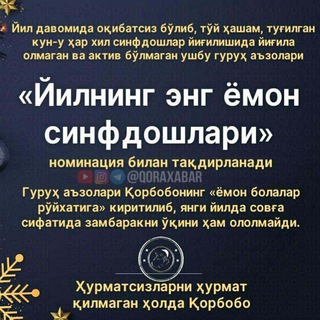 Йил давомида оқибатсиз бўлиб, тўй ҳашам, туғилган
кун-у ҳар хил синфдошлар йиғилишида йиғила
олмаган ва актив бўлмаган ушбу гуруҳ аъзолари
«Йилнинг энг ёмон
синфдошлари»
номинация билан тақдирланади
@QORAXABAR
Гуруҳ аъзолари Қорбобонинг «ёмон болалар
рўйхатига» киритилиб, янги йилда совға
сифатида замбаракни ўқини ҳам ололмайди.
Ҳурматсизларни ҳурмат
қилмаган ҳолда Қорбобо